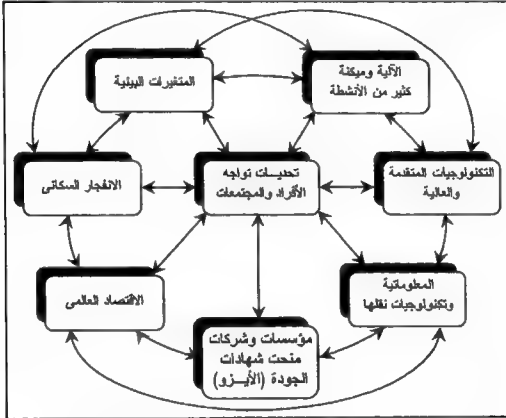 الآلية وميكنة
كثير من الأنشطة
المتغيرات البيئية
التكنولوجيات المتقدمة
والعالية
تحديات تواجه
الأفراد والمجتمعات
الانفجار السكانى
المعلوماتية
وتكنولوجيات نقلها
الاقتصاد العالمى
مؤسسات وشركات
منحت شهادات
الجودة (الأيزو)